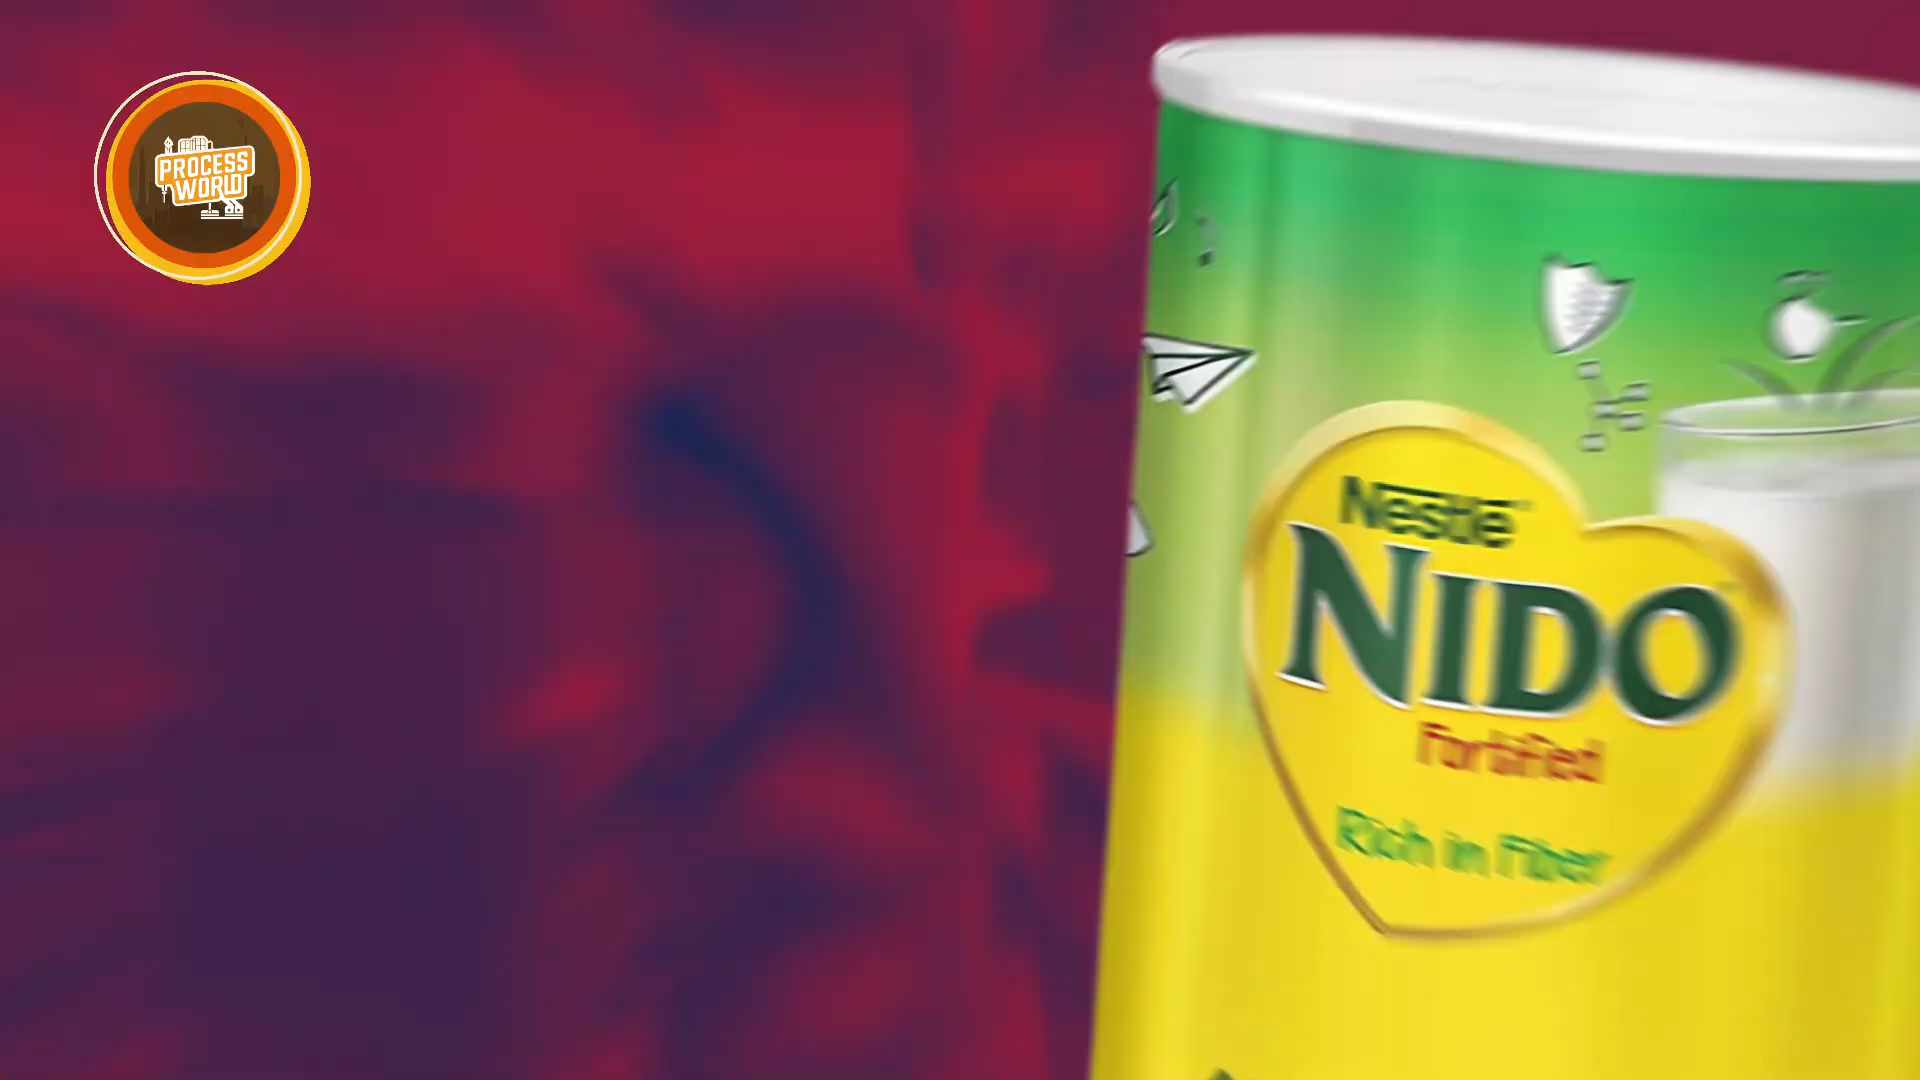 PROCESS
WORLD
Nestlé
NIDO
Fortified
Rich in Fiber